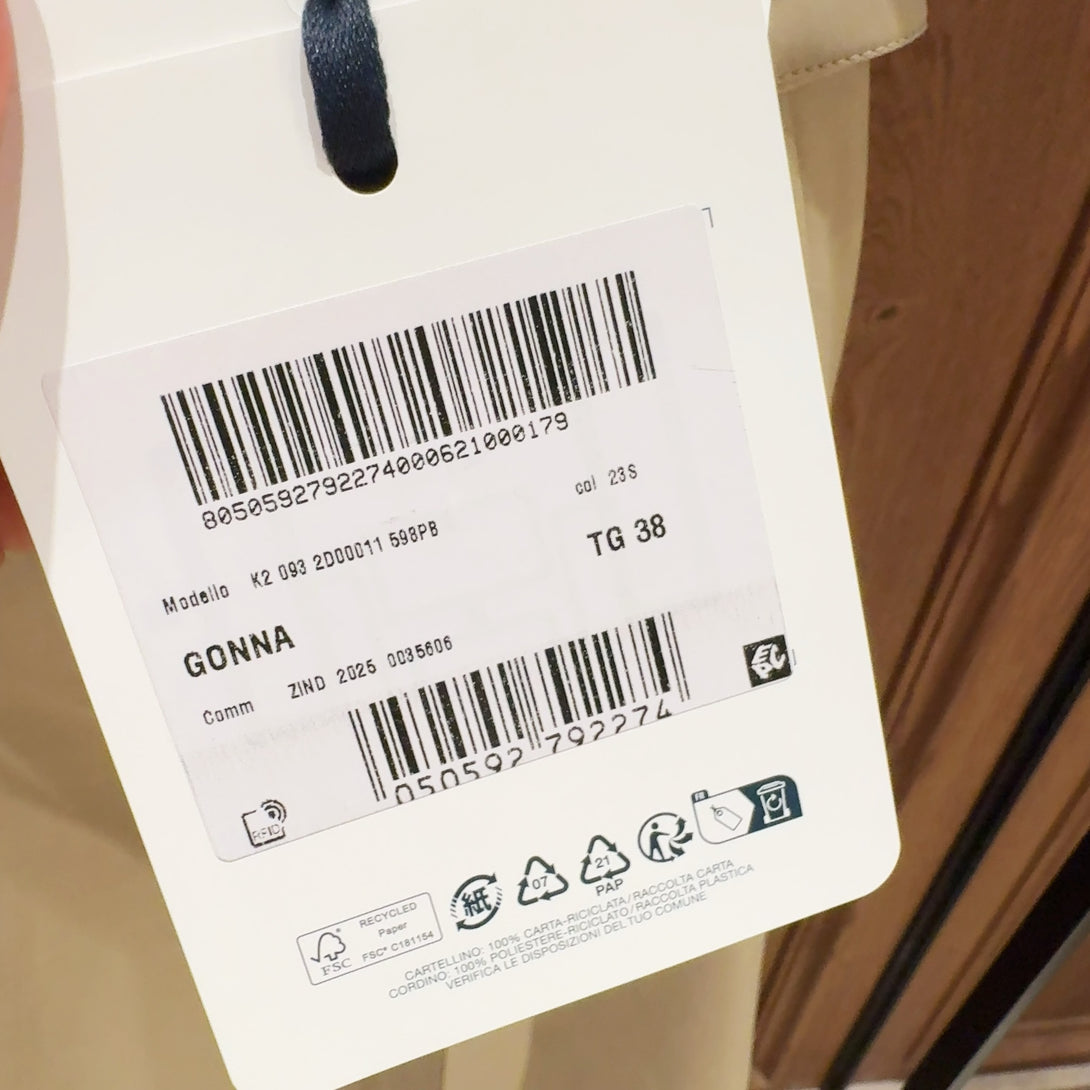 8050592792274000621000179
col 23S
Modello K2 093 2D00011 598PB
TG 38
GONNA
Comm ZIND 2025 0035606
050592 792274
RFID
FR
RECYCLED
Paper
FSC® C181154
FSC
紙
07
21
PAP
CARTELLINO: 100% CARTA-RICICLATA/RACCOLTA CARTA
CORDINO: 100% POLIESTERE-RICICLATO/RACCOLTA PLASTICA
VERIFICA LE DISPOSIZIONI DEL TUO COMUNE